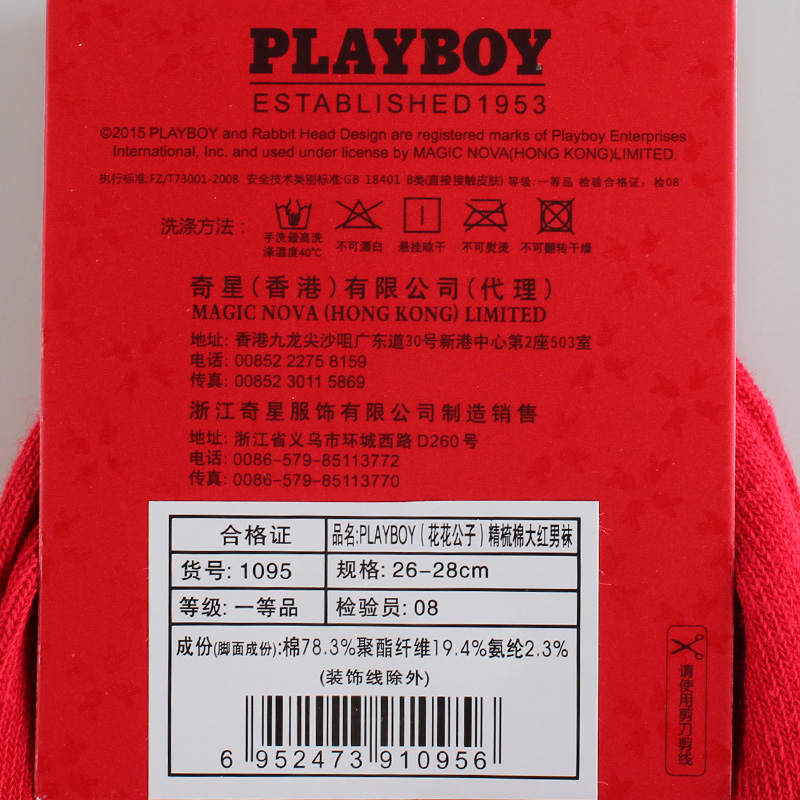 PLAYBOY
ESTABLISHED1953
©2015 PLAYBOY and Rabbit Head Design are registered marks of Playboy Enterprises
International, Inc. and used under license by MAGIC NOVA(HONG KONG)LIMITED.
执行标准:FZ/T73001-2008 安全技术类别标准:GB 18401 B类(直接接触皮肤) 等级:一等品 检验合格证：检08
洗涤方法：
手洗最高洗 涤温度40℃
不可漂白
悬挂晾干
不可熨烫
不可翻转干燥
奇星(香港)有限公司(代理)
MAGIC NOVA (HONG KONG) LIMITED
地址: 香港九龙尖沙咀广东道30号新港中心第2座503室
电话: 00852 2275 8159
传真: 00852 3011 5869
浙江奇星服饰有限公司制造销售
地址: 浙江省义乌市环城西路 D260号
电话: 0086-579-85113772
传真: 0086-579-85113770
合格证
品名:PLAYBOY(花花公子)精梳棉大红男袜
货号: 1095
规格: 26-28cm
等级: 一等品
检验员: 08
成份(脚面成份):棉78.3%聚酯纤维19.4%氨纶2.3%
(装饰线除外)
6 952473 910956
请使用剪刀剪线